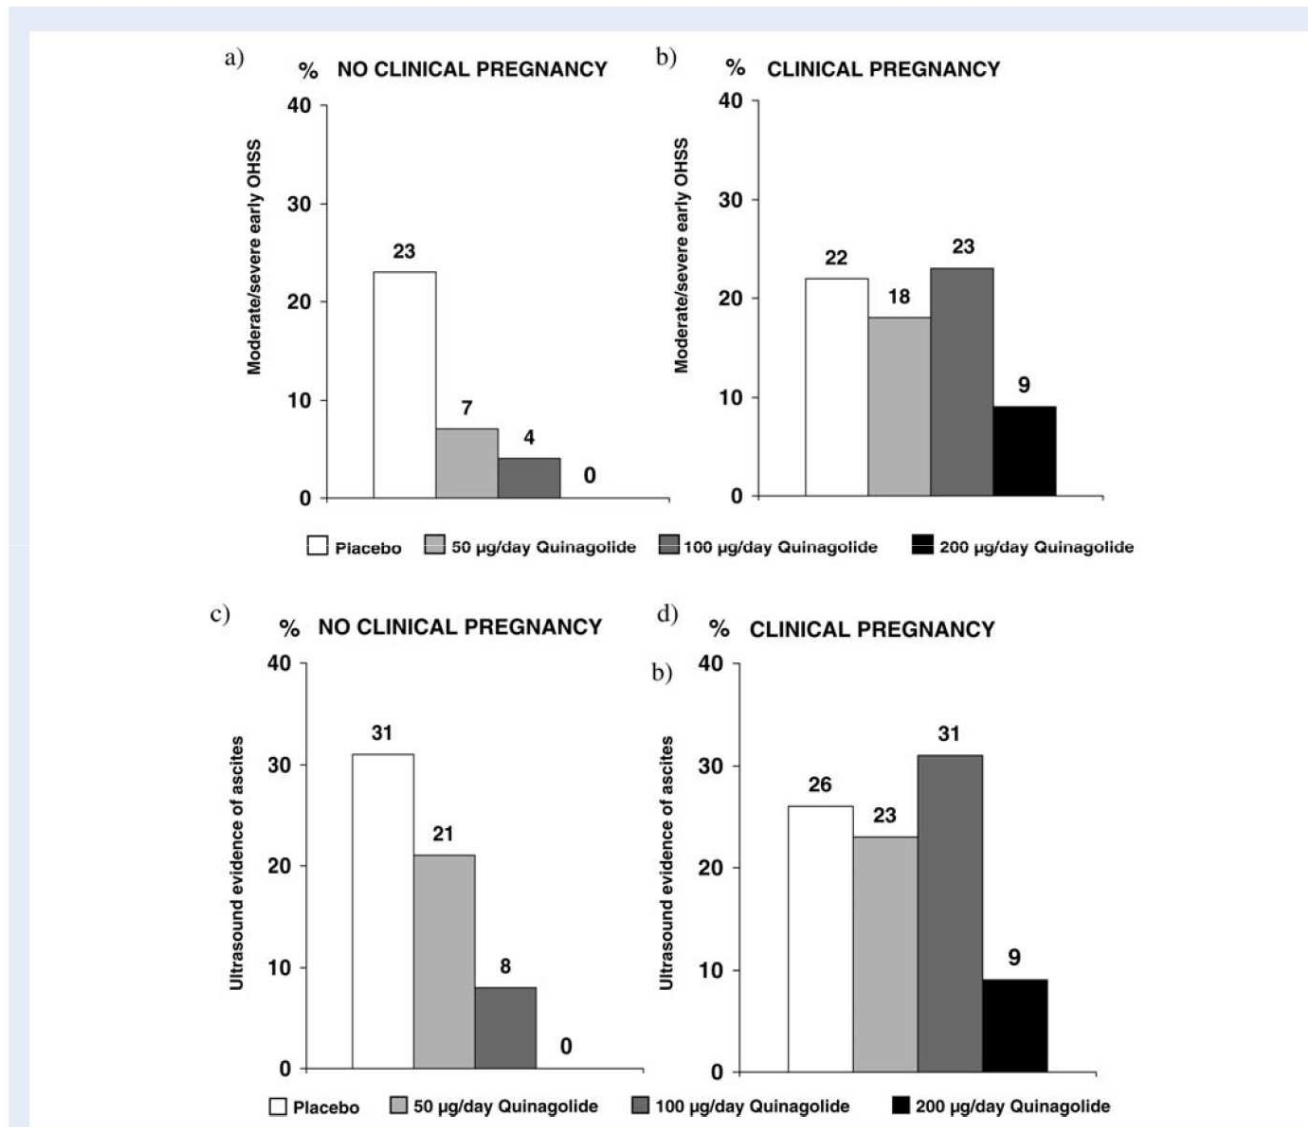 a)
% NO CLINICAL PREGNANCY
Moderate/severe early OHSS
40
30
20
10
0
23
7
4
0
b)
% CLINICAL PREGNANCY
Moderate/severe early OHSS
40
30
20
10
0
22
18
23
9
Placebo 50 µg/day Quinagolide 100 µg/day Quinagolide 200 µg/day Quinagolide
c)
% NO CLINICAL PREGNANCY
Ultrasound evidence of ascites
40
30
20
10
0
31
21
8
0
d)
% CLINICAL PREGNANCY
b)
Ultrasound evidence of ascites
40
30
20
10
0
26
23
31
9
Placebo 50 µg/day Quinagolide 100 µg/day Quinagolide 200 µg/day Quinagolide